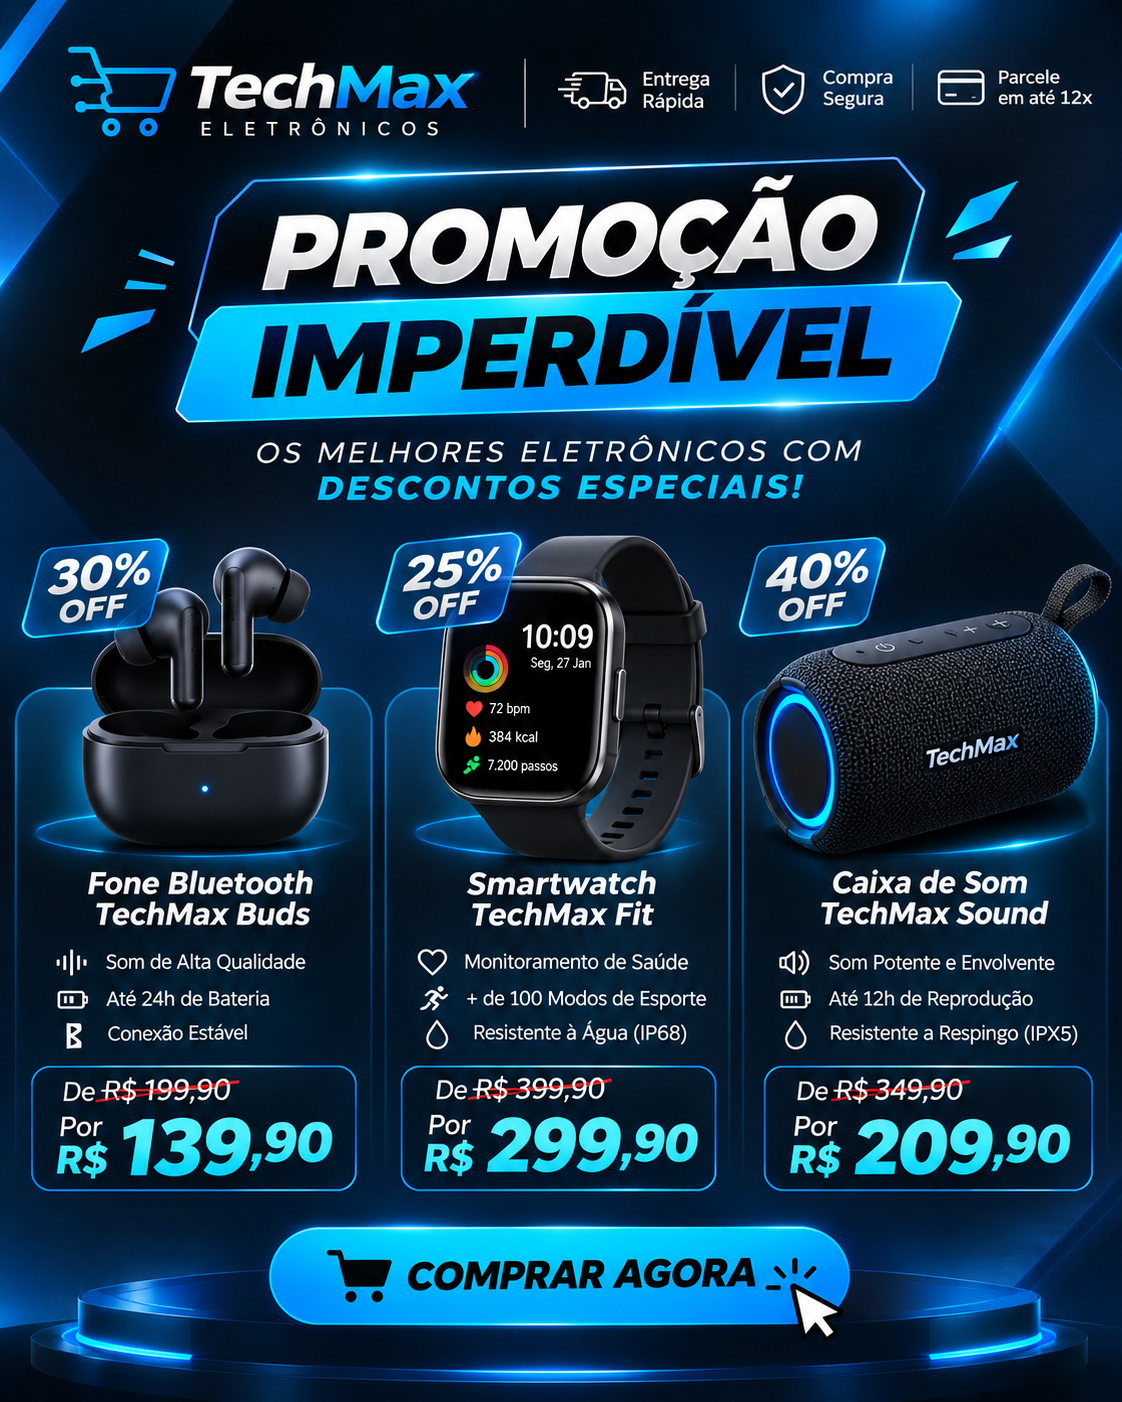 TechMax
ELETRÔNICOS
Entrega
Rápida
Compra
Segura
Parcele
em até 12x
PROMOÇÃO
IMPERDÍVEL
OS MELHORES ELETRÔNICOS COM
DESCONTOS ESPECIAIS!
30%
OFF
Fone Bluetooth
TechMax Buds
Som de Alta Qualidade
Até 24h de Bateria
Conexão Estável
De R$ 199,90
Por
R$ 139,90
25%
OFF
10:09
Seg, 27 Jan
72 bpm
384 kcal
7.200 passos
Smartwatch
TechMax Fit
Monitoramento de Saúde
+ de 100 Modos de Esporte
Resistente à Água (IP68)
De R$ 399,90
Por
R$ 299,90
40%
OFF
TechMax
Caixa de Som
TechMax Sound
Som Potente e Envolvente
Até 12h de Reprodução
Resistente a Respingo (IPX5)
De R$ 349,90
Por
R$ 209,90
COMPRAR AGORA